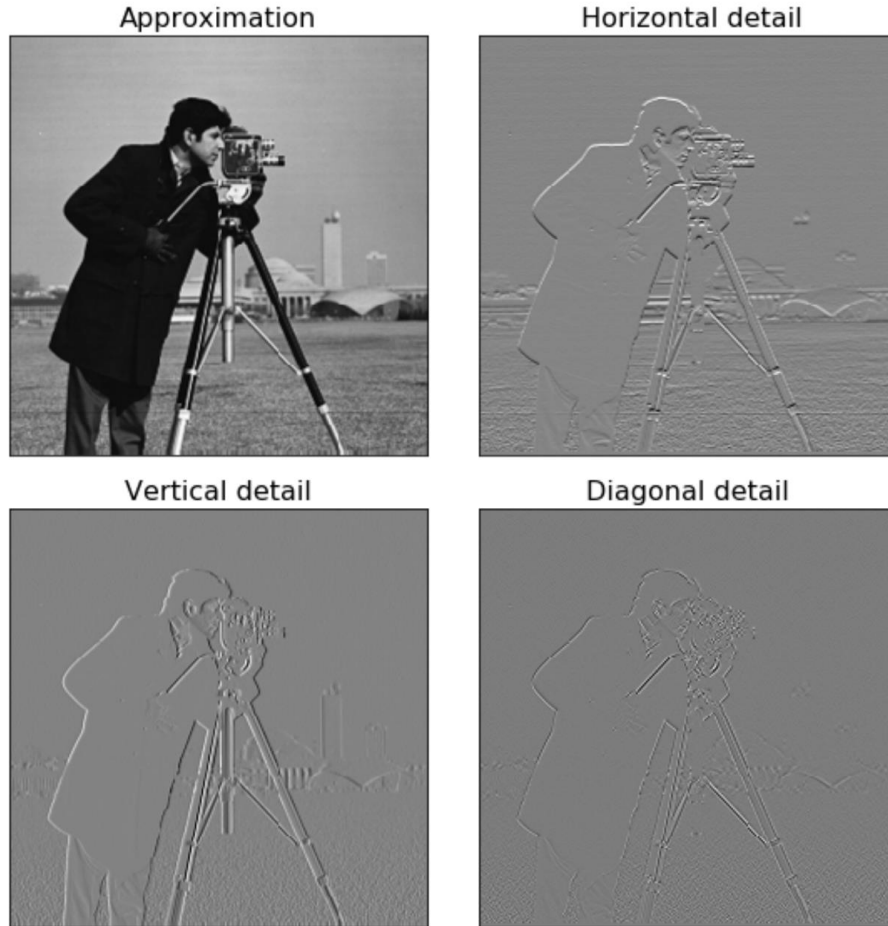 Approximation
Horizontal detail
Vertical detail
Diagonal detail